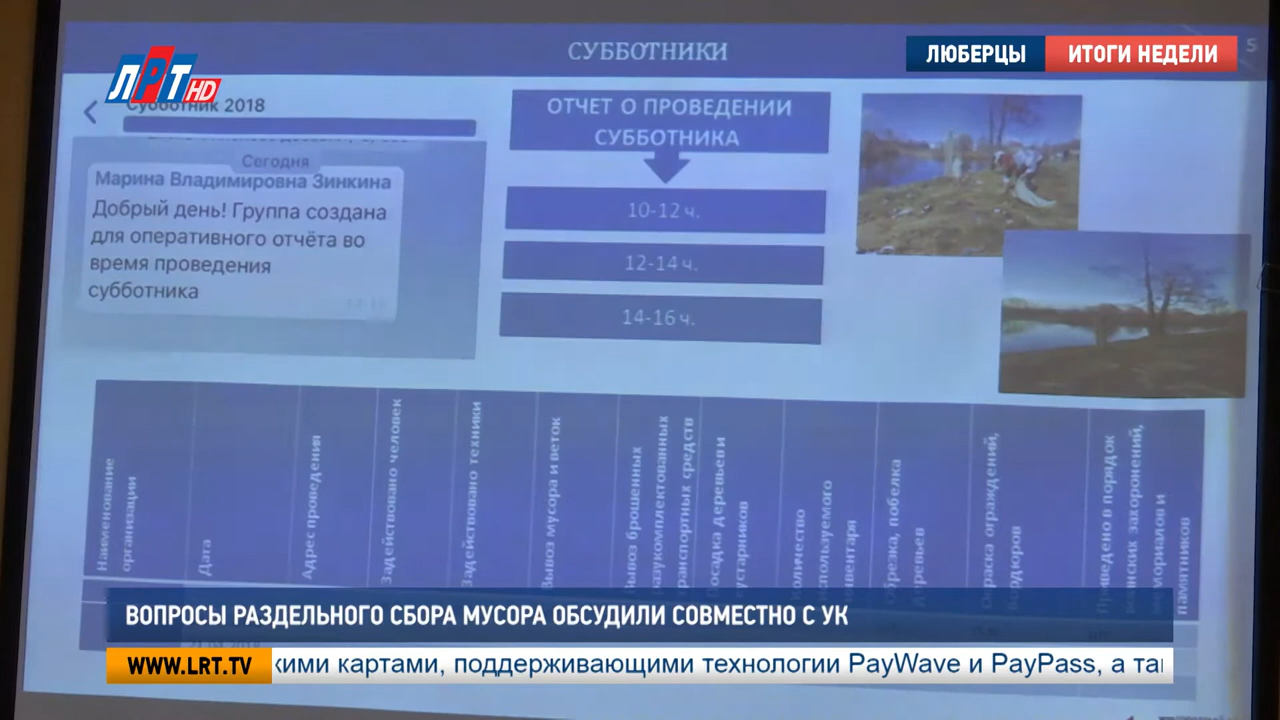 СУББОТНИКИ
ЛРТ HD
ЛЮБЕРЦЫ
ИТОГИ НЕДЕЛИ
Субботник 2018
Сегодня
Марина Владимировна Зинкина
Добрый день! Группа создана
для оперативного отчёта во
время проведения
субботника
ОТЧЕТ О ПРОВЕДЕНИИ
СУББОТНИКА
10-12 ч.
12-14 ч.
14-16 ч.
Наименование
организации
Дата
Адрес проведения
Задействовано человек
Задействовано техники
Вывоз мусора и веток
Вывоз брошенных
разукомплектованных
транспортных средств
Посадка деревьев и
кустарников
Количество
используемого
инвентаря
Обрезка, побелка
деревьев
Окраска ограждений,
бордюров
Приведено в порядок
воинских захоронений,
мемориалов и
памятников
ВОПРОСЫ РАЗДЕЛЬНОГО СБОРА МУСОРА ОБСУДИЛИ СОВМЕСТНО С УК
WWW.LRT.TV
кими картами, поддерживающими технологии PayWave и PayPass, а так